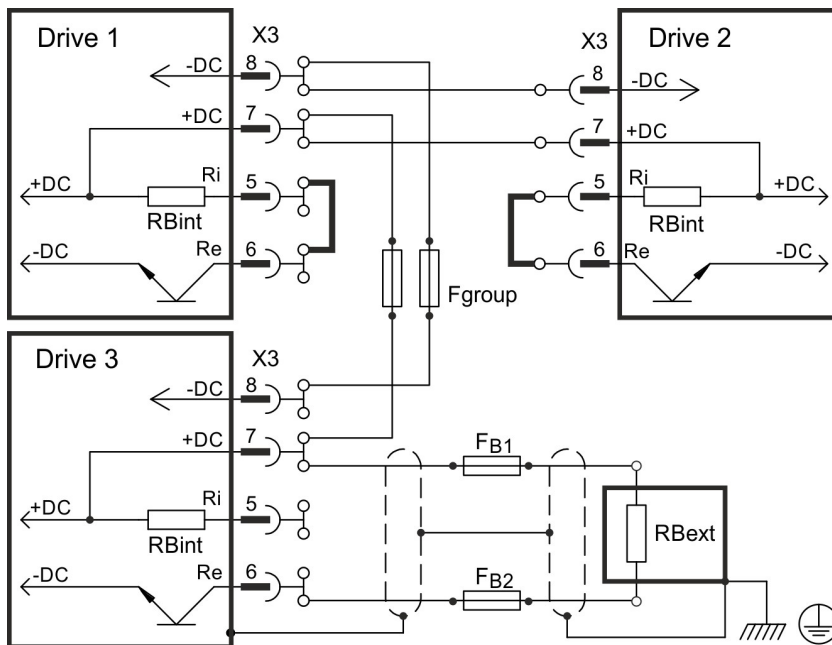 Drive 1
X3
8
-DC
7
+DC
+DC
Ri
5
RBint
-DC
Re
6
X3
Drive 2
8
-DC
7
+DC
5
Ri
+DC
RBint
6
Re
-DC
Fgroup
Drive 3
X3
8
-DC
7
+DC
+DC
Ri
5
RBint
-DC
Re
6
FB1
RBext
FB2